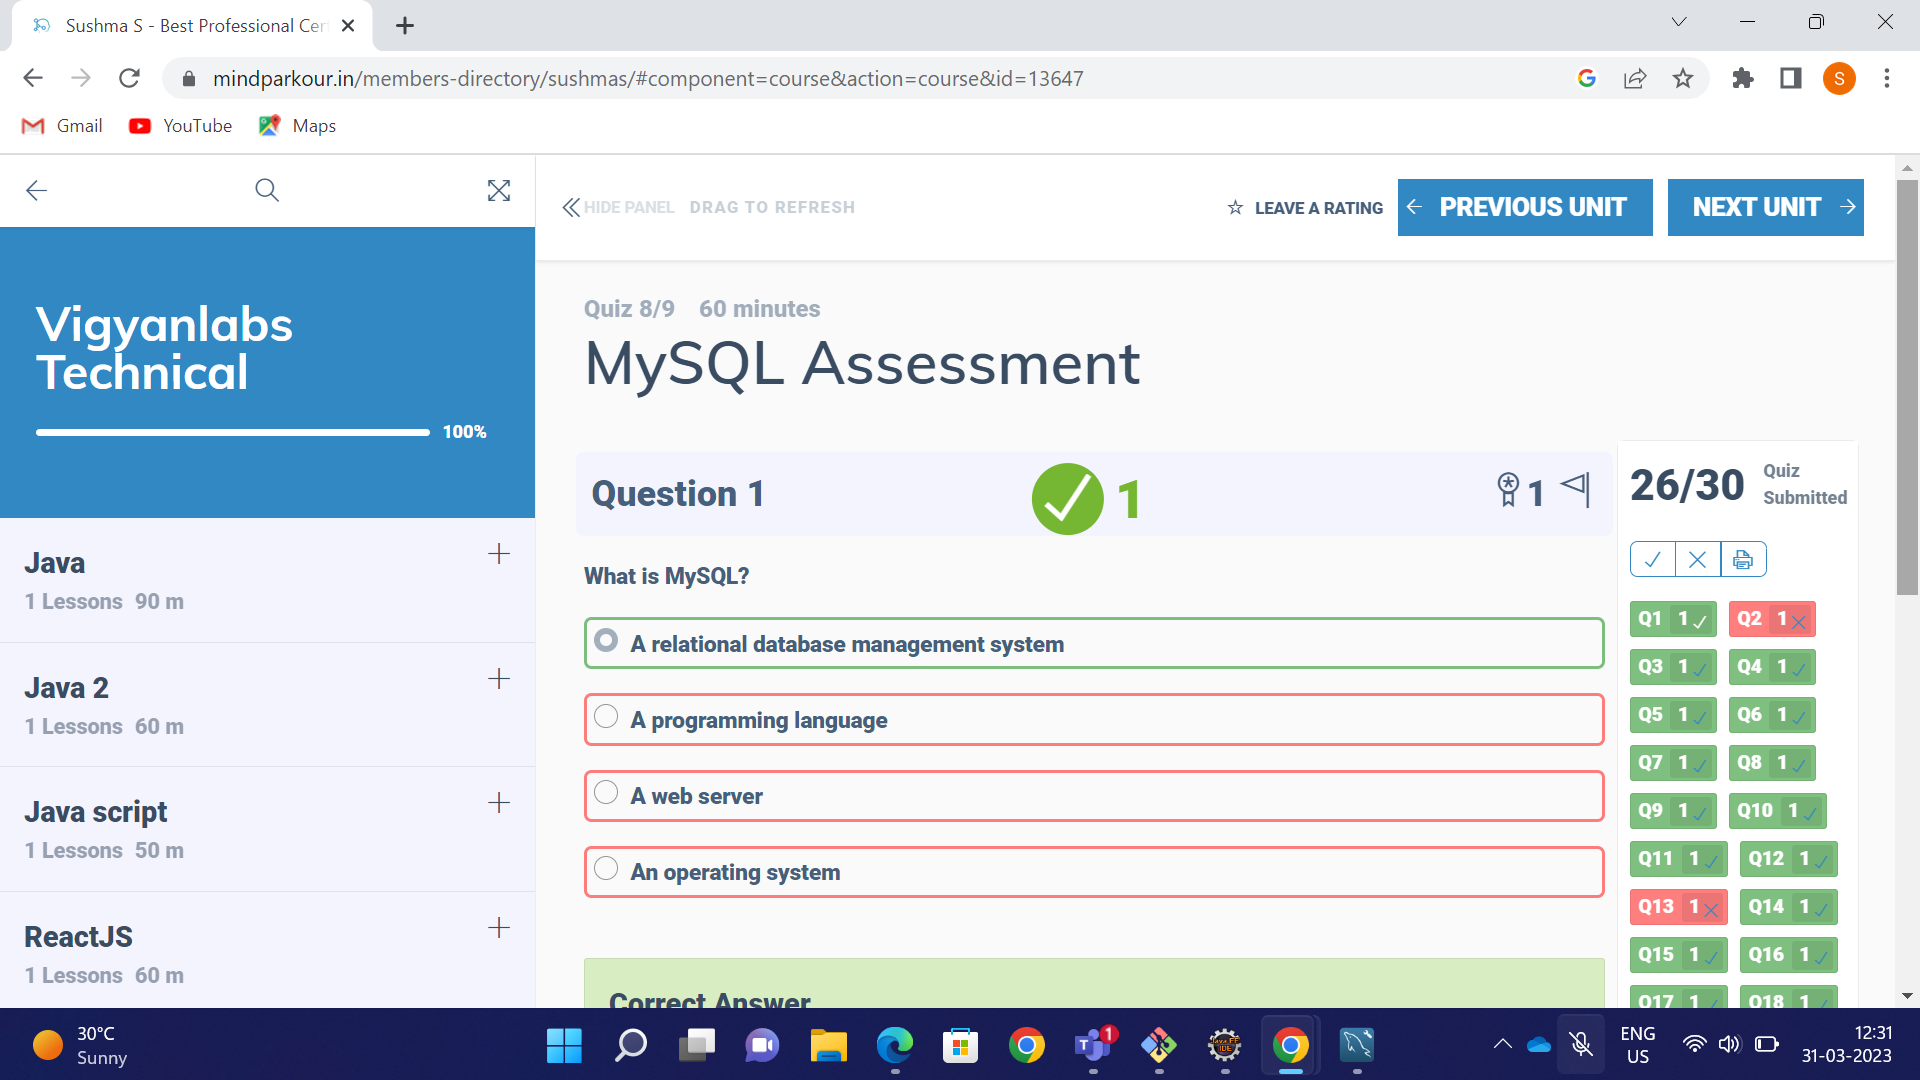 Sushma S - Best Professional Cer
mindparkour.in/members-directory/sushmas/#component=course&action=course&id=13647
S
Gmail YouTube Maps
HIDE PANEL DRAG TO REFRESH
LEAVE A RATING
PREVIOUS UNIT
NEXT UNIT
Vigyanlabs
Technical
100%
Java
1 Lessons 90 m
Java 2
1 Lessons 60 m
Java script
1 Lessons 50 m
ReactJS
1 Lessons 60 m
Quiz 8/9 60 minutes
MySQL Assessment
Question 1
1
1
What is MySQL?
A relational database management system
A programming language
A web server
An operating system
Correct Answer
26/30
Quiz
Submitted
Q1 1 Q2 1
Q3 1 Q4 1
Q5 1 Q6 1
Q7 1 Q8 1
Q9 1 Q10 1
Q11 1 Q12 1
Q13 1 Q14 1
Q15 1 Q16 1
Q17 1 Q18 1
30°C
Sunny
1
T
Java EE
IDE
ENG
US
12:31
31-03-2023